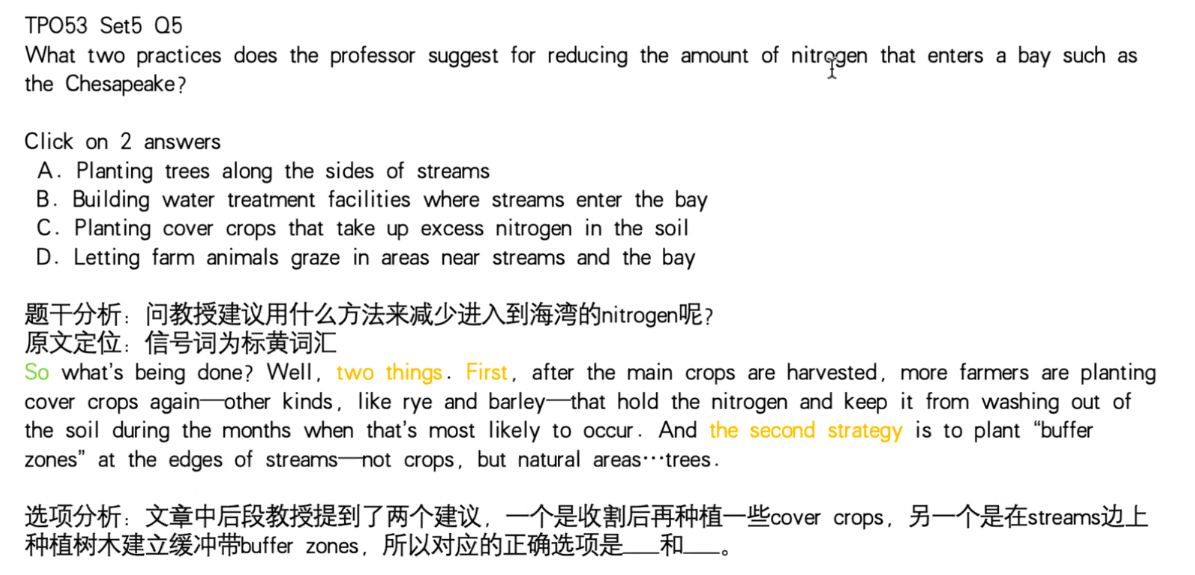 TPO53 Set5 Q5
What two practices does the professor suggest for reducing the amount of nitrogen that enters a bay such as
the Chesapeake?
Click on 2 answers
A. Planting trees along the sides of streams
B. Building water treatment facilities where streams enter the bay
C. Planting cover crops that take up excess nitrogen in the soil
D. Letting farm animals graze in areas near streams and the bay
题干分析：问教授建议用什么方法来减少进入到海湾的nitrogen呢？
原文定位：信号词为标黄词汇
So what's being done? Well, two things. First, after the main crops are harvested, more farmers are planting
cover crops again——other kinds, like rye and barley——that hold the nitrogen and keep it from washing out of
the soil during the months when that's most likely to occur. And the second strategy is to plant “buffer
zones” at the edges of streams——not crops, but natural areas…trees.
选项分析：文章中后段教授提到了两个建议，一个是收割后再种植一些cover crops，另一个是在streams边上
种植树木建立缓冲带buffer zones，所以对应的正确选项是___和___。